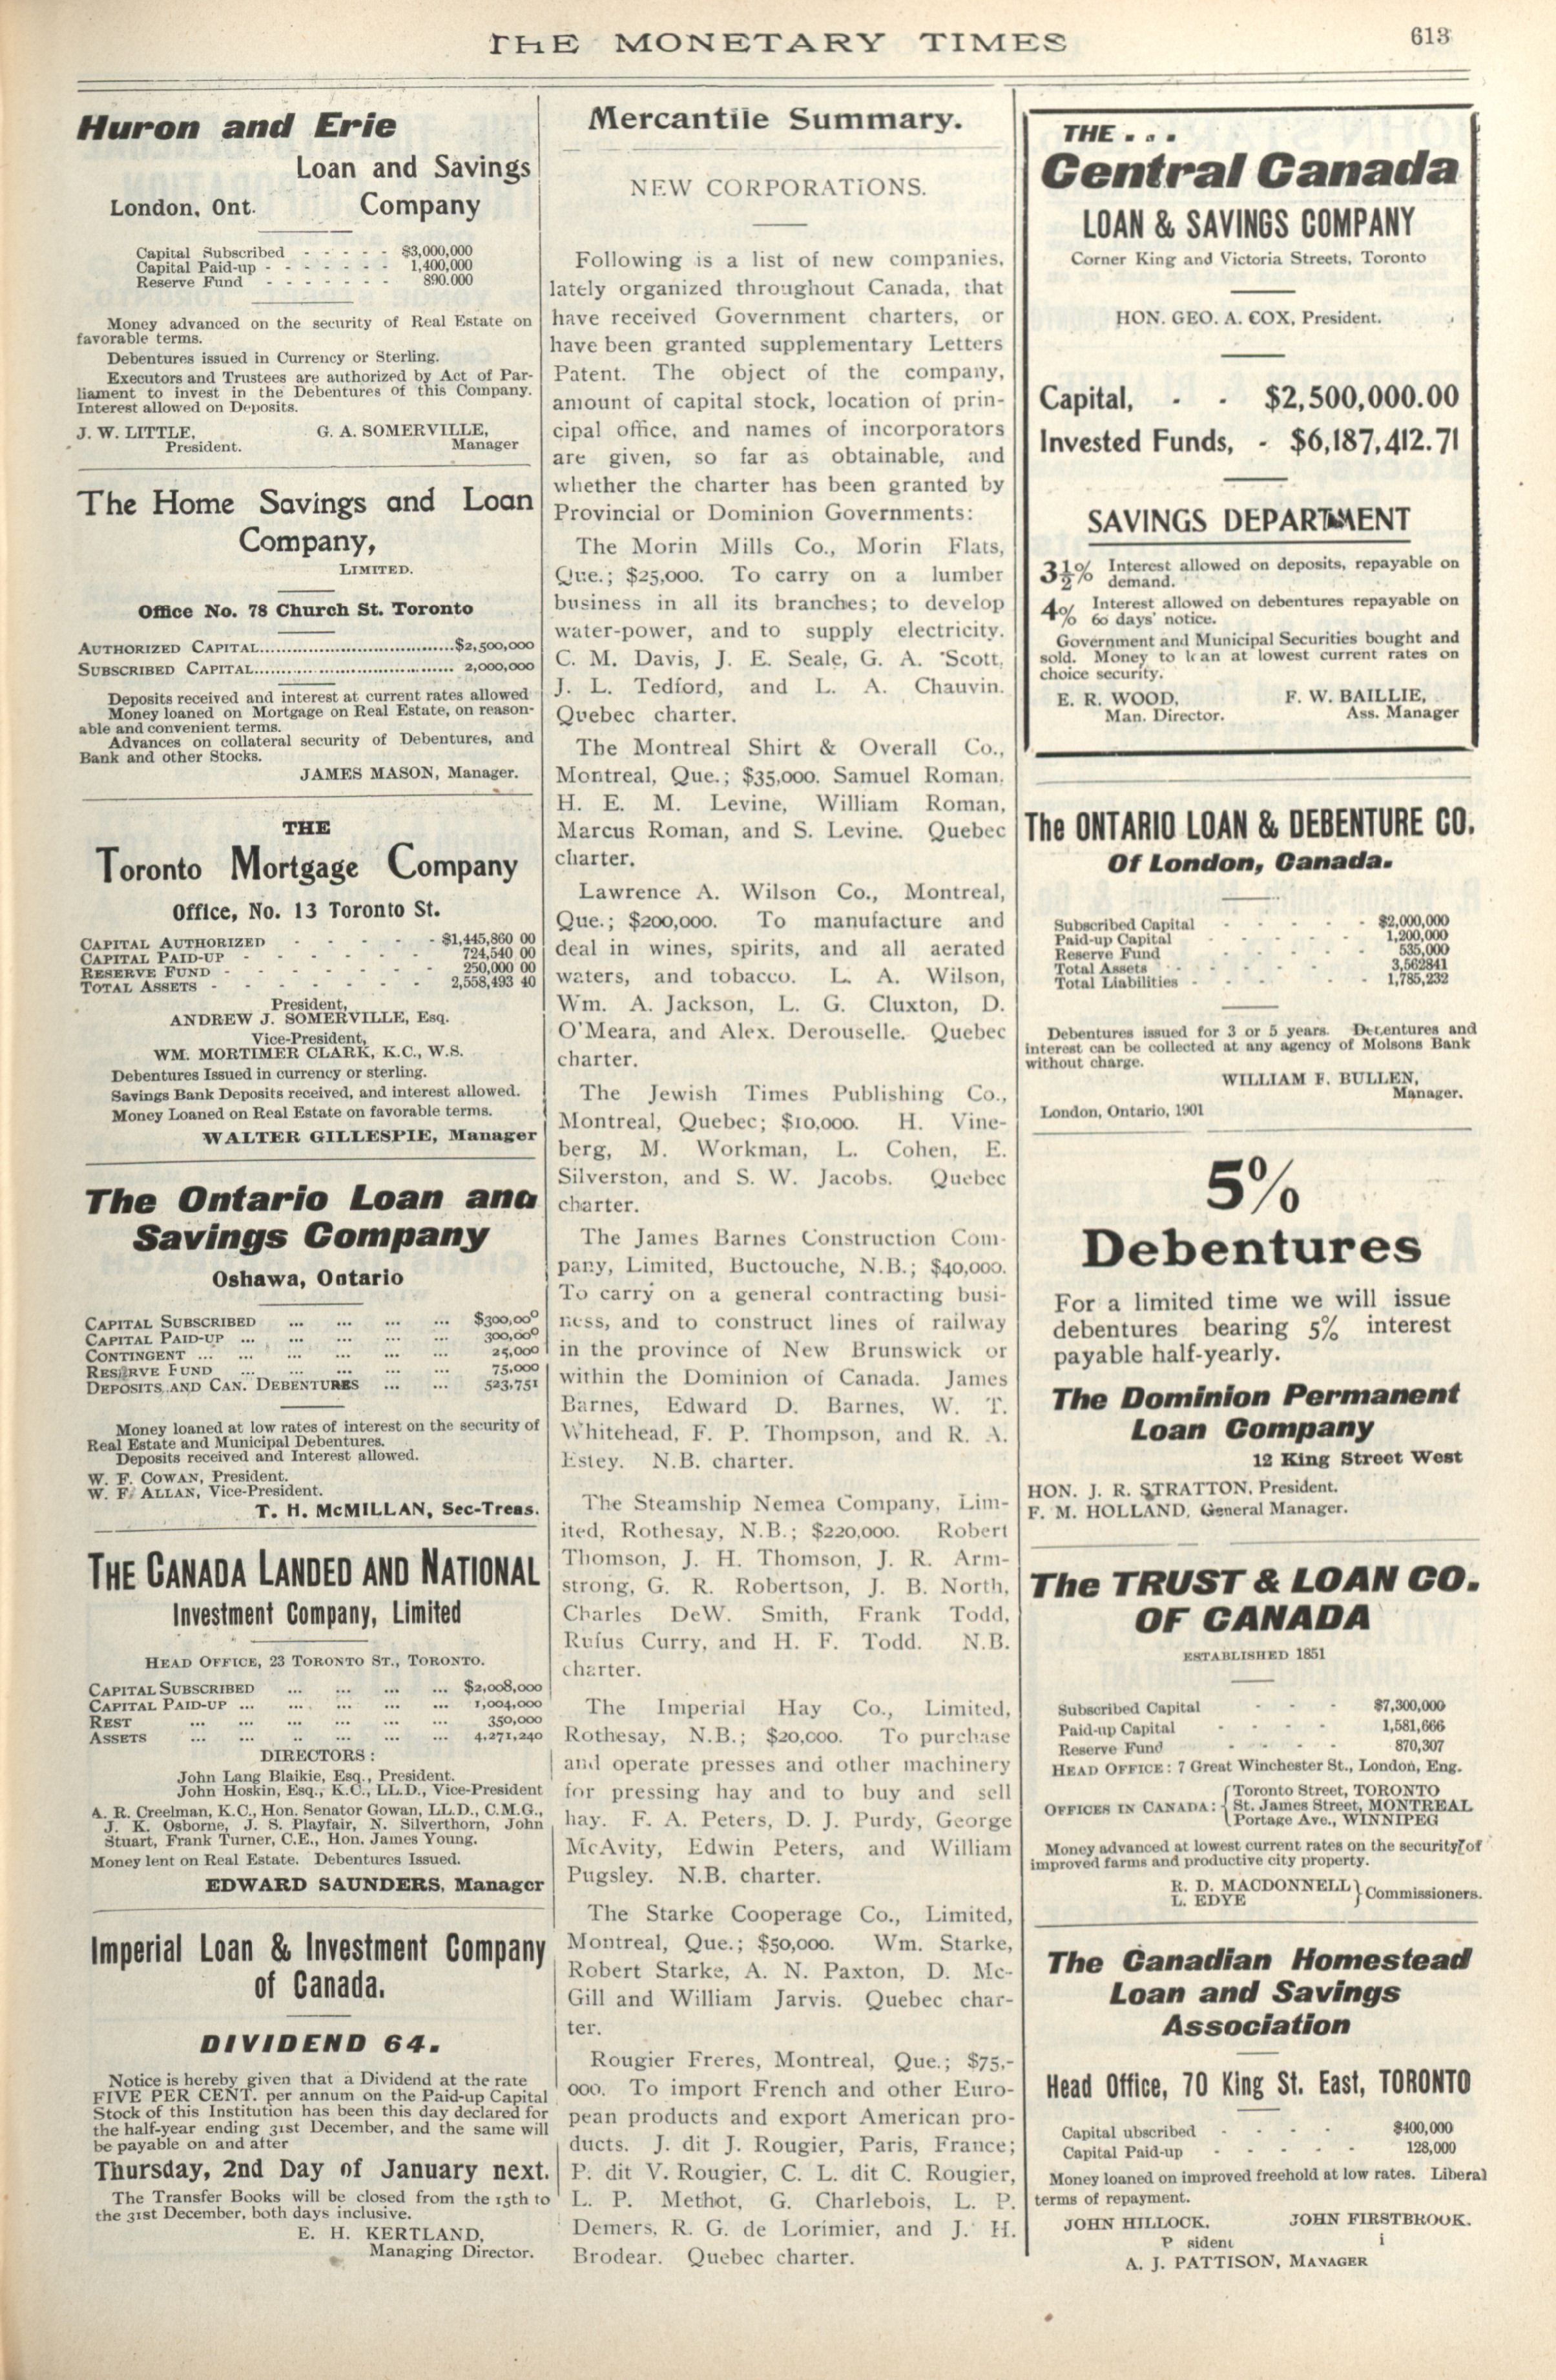 THE MONETARY TIMES
613
Huron and Erie
Loan and Savings
London, Ont. Company
Capital Subscribed - - - - - $3,000,000
Capital Paid-up - - - - - - - 1,400,000
Reserve Fund - - - - - - - 890.000
Money advanced on the security of Real Estate on
favorable terms.
Debentures issued in Currency or Sterling.
Executors and Trustees are authorized by Act of Par-
liament to invest in the Debentures of this Company.
Interest allowed on Deposits.
J. W. LITTLE, G. A. SOMERVILLE,
President. Manager
The Home Savings and Loan
Company,
LIMITED.
Office No. 78 Church St. Toronto
AUTHORIZED CAPITAL....................................$2,500,000
SUBSCRIBED CAPITAL...................................... 2,000,000
Deposits received and interest at current rates allowed
Money loaned on Mortgage on Real Estate, on reason-
able and convenient terms.
Advances on collateral security of Debentures, and
Bank and other Stocks.
JAMES MASON, Manager.
THE
Toronto Mortgage Company
Office, No. 13 Toronto St.
CAPITAL AUTHORIZED - - - - - $1,445,860 00
CAPITAL PAID-UP - - - - - - 724,540 00
RESERVE FUND - - - - - - - 250,000 00
TOTAL ASSETS - - - - - - - 2,558,493 40
President,
ANDREW J. SOMERVILLE, Esq.
Vice-President,
WM. MORTIMER CLARK, K.C., W.S.
Debentures Issued in currency or sterling.
Savings Bank Deposits received, and interest allowed.
Money Loaned on Real Estate on favorable terms.
WALTER GILLESPIE, Manager
The Ontario Loan and
Savings Company
Oshawa, Ontario
CAPITAL SUBSCRIBED ... ... ... ... $300,000
CAPITAL PAID-UP ... ... ... ... ... 300,000
CONTINGENT ... ... ... ... ... ... 25,000
RESERVE FUND ... ... ... ... 75,000
DEPOSITS AND CAN. DEBENTURES ... ... 523,751
Money loaned at low rates of interest on the security of
Real Estate and Municipal Debentures.
Deposits received and Interest allowed.
W. F. COWAN, President.
W. F. ALLAN, Vice-President.
T. H. McMILLAN, Sec-Treas.
THE CANADA LANDED AND NATIONAL
Investment Company, Limited
HEAD OFFICE, 23 TORONTO ST., TORONTO.
CAPITAL SUBSCRIBED ... ... ... ... $2,008,000
CAPITAL PAID-UP ... ... ... ... ... 1,004,000
REST ... ... ... ... ... ... 350,000
ASSETS ... ... ... ... ... ... 4,271,240
DIRECTORS :
John Lang Blaikie, Esq., President.
John Hoskin, Esq., K.C., LL.D., Vice-President
A. R. Creelman, K.C., Hon. Senator Gowan, LL.D., C.M.G.,
J. K. Osborne, J. S. Playfair, N. Silverthorn, John
Stuart, Frank Turner, C.E., Hon. James Young.
Money lent on Real Estate. Debentures Issued.
EDWARD SAUNDERS, Manager
Imperial Loan & Investment Company
of Canada.
DIVIDEND 64.
Notice is hereby given that a Dividend at the rate
FIVE PER CENT. per annum on the Paid-up Capital
Stock of this Institution has been this day declared for
the half-year ending 31st December, and the same will
be payable on and after
Thursday, 2nd Day of January next.
The Transfer Books will be closed from the 15th to
the 31st December, both days inclusive.
E. H. KERTLAND,
Managing Director.
Mercantile Summary.
NEW CORPORATIONS.
Following is a list of new companies,
lately organized throughout Canada, that
have received Government charters, or
have been granted supplementary Letters
Patent. The object of the company,
amount of capital stock, location of prin-
cipal office, and names of incorporators
are given, so far as obtainable, and
whether the charter has been granted by
Provincial or Dominion Governments:
The Morin Mills Co., Morin Flats,
Que.; $25,000. To carry on a lumber
business in all its branches; to develop
water-power, and to supply electricity.
C. M. Davis, J. E. Seale, G. A. Scott,
J. L. Tedford, and L. A. Chauvin.
Quebec charter.
The Montreal Shirt & Overall Co.,
Montreal, Que.; $35,000. Samuel Roman,
H. E. M. Levine, William Roman,
Marcus Roman, and S. Levine. Quebec
charter.
Lawrence A. Wilson Co., Montreal,
Que.; $200,000. To manufacture and
deal in wines, spirits, and all aerated
waters, and tobacco. L. A. Wilson,
Wm. A. Jackson, L. G. Cluxton, D.
O'Meara, and Alex. Derouselle. Quebec
charter.
The Jewish Times Publishing Co.,
Montreal, Quebec; $10,000. H. Vine-
berg, M. Workman, L. Cohen, E.
Silverston, and S. W. Jacobs. Quebec
charter.
The James Barnes Construction Com-
pany, Limited, Buctouche, N.B.; $40,000.
To carry on a general contracting busi-
ness, and to construct lines of railway
in the province of New Brunswick or
within the Dominion of Canada. James
Barnes, Edward D. Barnes, W. T.
Whitehead, F. P. Thompson, and R. A.
Estey. N.B. charter.
The Steamship Nemea Company, Lim-
ited, Rothesay, N.B.; $220,000. Robert
Thomson, J. H. Thomson, J. R. Arm-
strong, G. R. Robertson, J. B. North,
Charles DeW. Smith, Frank Todd,
Rufus Curry, and H. F. Todd. N.B.
charter.
The Imperial Hay Co., Limited,
Rothesay, N.B.; $20,000. To purchase
and operate presses and other machinery
for pressing hay and to buy and sell
hay. F. A. Peters, D. J. Purdy, George
McAvity, Edwin Peters, and William
Pugsley. N.B. charter.
The Starke Cooperage Co., Limited,
Montreal, Que.; $50,000. Wm. Starke,
Robert Starke, A. N. Paxton, D. Mc-
Gill and William Jarvis. Quebec char-
ter.
Rougier Freres, Montreal, Que.; $75,-
000. To import French and other Euro-
pean products and export American pro-
ducts. J. dit J. Rougier, Paris, France;
P. dit V. Rougier, C. L. dit C. Rougier,
L. P. Methot, G. Charlebois, L. P.
Demers, R. G. de Lorimier, and J. H.
Brodear. Quebec charter.
THE . . .
Central Canada
LOAN & SAVINGS COMPANY
Corner King and Victoria Streets, Toronto
HON. GEO. A. COX, President.
Capital, - - $2,500,000.00
Invested Funds, - $6,187,412.71
SAVINGS DEPARTMENT
3½% Interest allowed on deposits, repayable on
demand.
4% Interest allowed on debentures repayable on
60 days' notice.
Government and Municipal Securities bought and
sold. Money to loan at lowest current rates on
choice security.
E. R. WOOD, F. W. BAILLIE,
Man. Director. Ass. Manager
The ONTARIO LOAN & DEBENTURE CO.
Of London, Canada.
Subscribed Capital - - - - - $2,000,000
Paid-up Capital - - - - - 1,200,000
Reserve Fund - - - - - 535,000
Total Assets - - - - - 3,562841
Total Liabilities - - - - - 1,785,232
Debentures issued for 3 or 5 years. Debentures and
interest can be collected at any agency of Molsons Bank
without charge.
WILLIAM F. BULLEN,
Manager.
London, Ontario, 1901
5%
Debentures
For a limited time we will issue
debentures bearing 5% interest
payable half-yearly.
The Dominion Permanent
Loan Company
12 King Street West
HON. J. R. STRATTON, President.
F. M. HOLLAND, General Manager.
The TRUST & LOAN CO.
OF CANADA
ESTABLISHED 1851
Subscribed Capital - - - $7,300,000
Paid-up Capital - - - - 1,581,666
Reserve Fund - - - - 870,307
HEAD OFFICE: 7 Great Winchester St., London, Eng.
OFFICES IN CANADA: { Toronto Street, TORONTO
St. James Street, MONTREAL
Portage Ave., WINNIPEG
Money advanced at lowest current rates on the security of
improved farms and productive city property.
R. D. MACDONNELL } Commissioners.
L. EDYE
The Canadian Homestead
Loan and Savings
Association
Head Office, 70 King St. East, TORONTO
Capital ubscribed - - - - $400,000
Capital Paid-up - - - - - 128,000
Money loaned on improved freehold at low rates. Liberal
terms of repayment.
JOHN HILLOCK, JOHN FIRSTBROOK.
P sident i
A. J. PATTISON, MANAGER